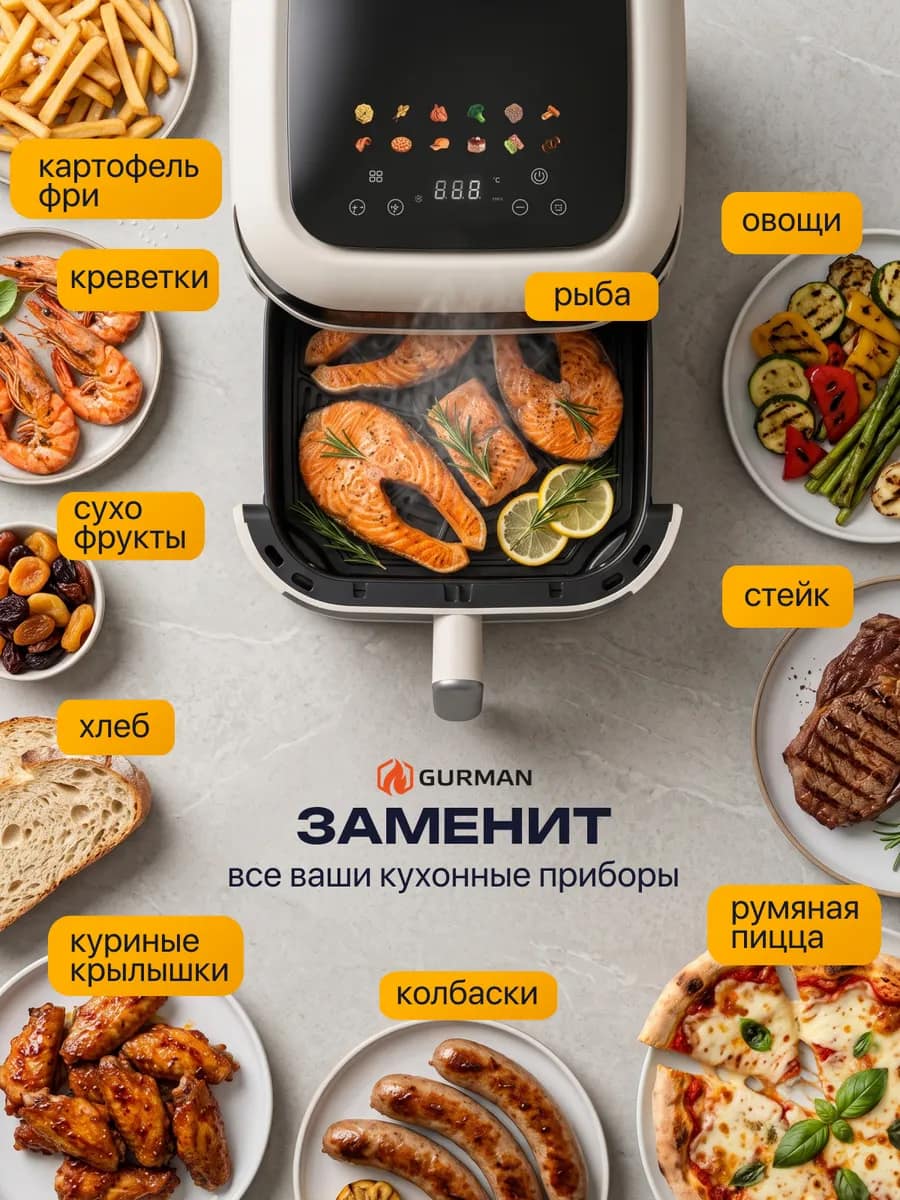 картофель
фри
овощи
креветки
рыба
сухо
фрукты
стейк
хлеб
GURMAN
ЗАМЕНИТ
все ваши кухонные приборы
румяная
пицца
куриные
крылышки
колбаски
888
°C